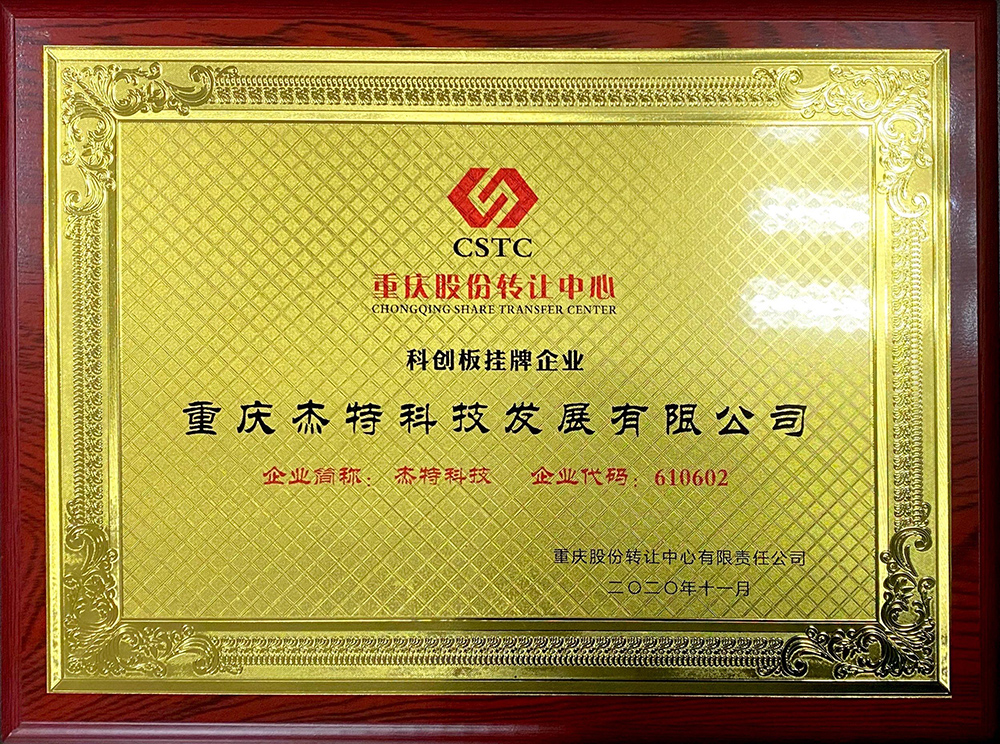 CSTC
重庆股份转让中心
CHONGQING SHARE TRANSFER CENTER
科创板挂牌企业
重庆杰特科技发展有限公司
企业简称：杰特科技 企业代码：610602
重庆股份转让中心有限责任公司
二〇二〇年十一月